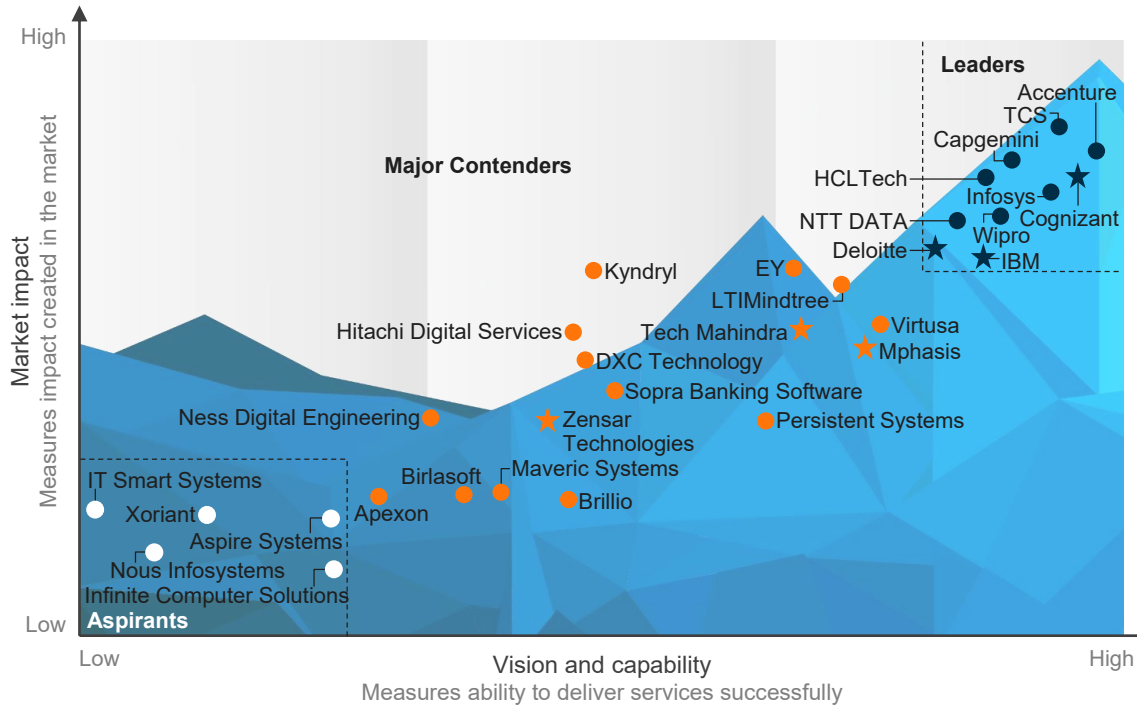 High
Leaders
Accenture
TCS
Capgemini
Major Contenders
HCLTech
Infosys
Cognizant
NTT DATA
Wipro
Deloitte
IBM
Kyndryl
EY
LTIMindtree
Hitachi Digital Services
Tech Mahindra
Virtusa
Mphasis
DXC Technology
Sopra Banking Software
Ness Digital Engineering
Zensar
Technologies
Persistent Systems
Maveric Systems
Birlasoft
IT Smart Systems
Xoriant
Apexon
Brillio
Aspire Systems
Nous Infosystems
Infinite Computer Solutions
Aspirants
Low
Market impact
Measures impact created in the market
Low
High
Vision and capability
Measures ability to deliver services successfully